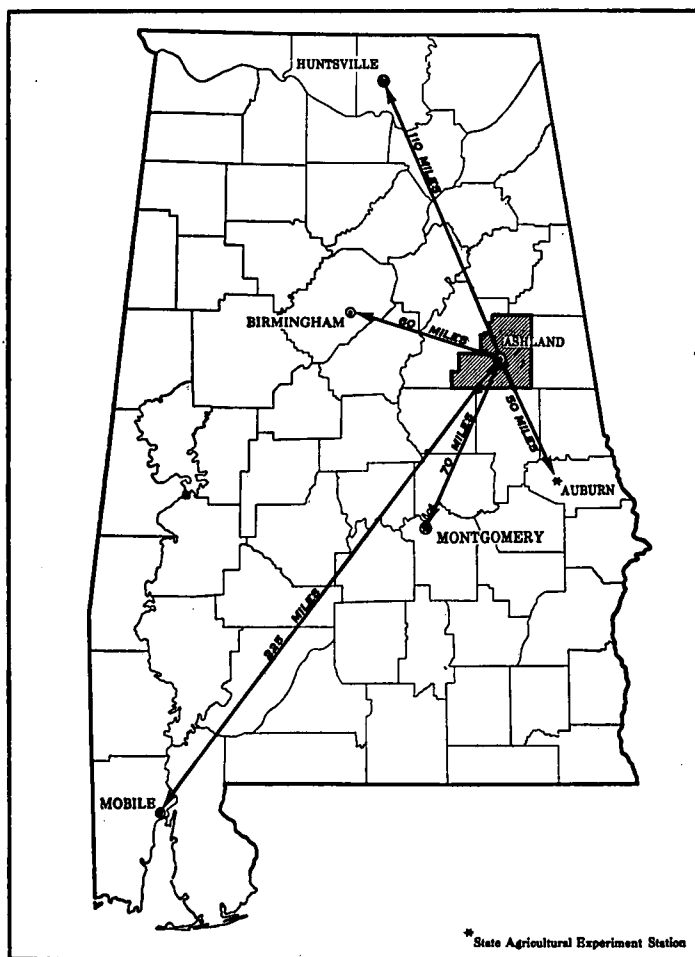 HUNTSVILLE
110 MILES
BIRMINGHAM
60 MILES
ASHLAND
50 MILES
70 MILES
* AUBURN
MONTGOMERY
225 MILES
MOBILE
* State Agricultural Experiment Station